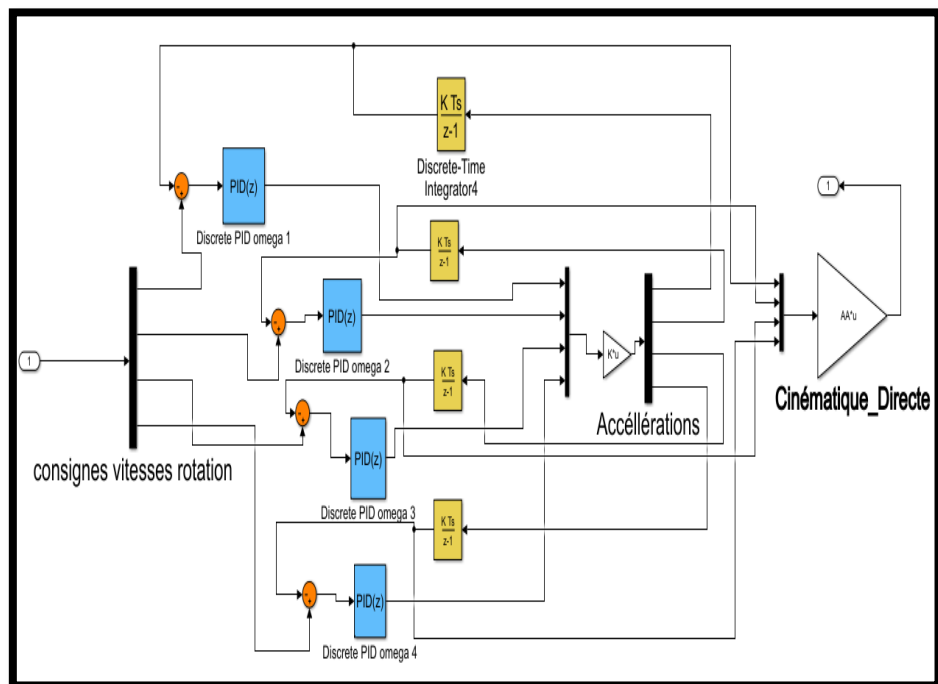 K Ts
z-1
Discrete-Time
Integrator4
PID(z)
Discrete PID omega 1
1
K Ts
z-1
PID(z)
Discrete PID omega 2
K*u
AA*u
1
K Ts
z-1
Cinématique_Directe
Accéllérations
consignes vitesses rotation
PID(z)
Discrete PID omega 3
K Ts
z-1
PID(z)
Discrete PID omega 4